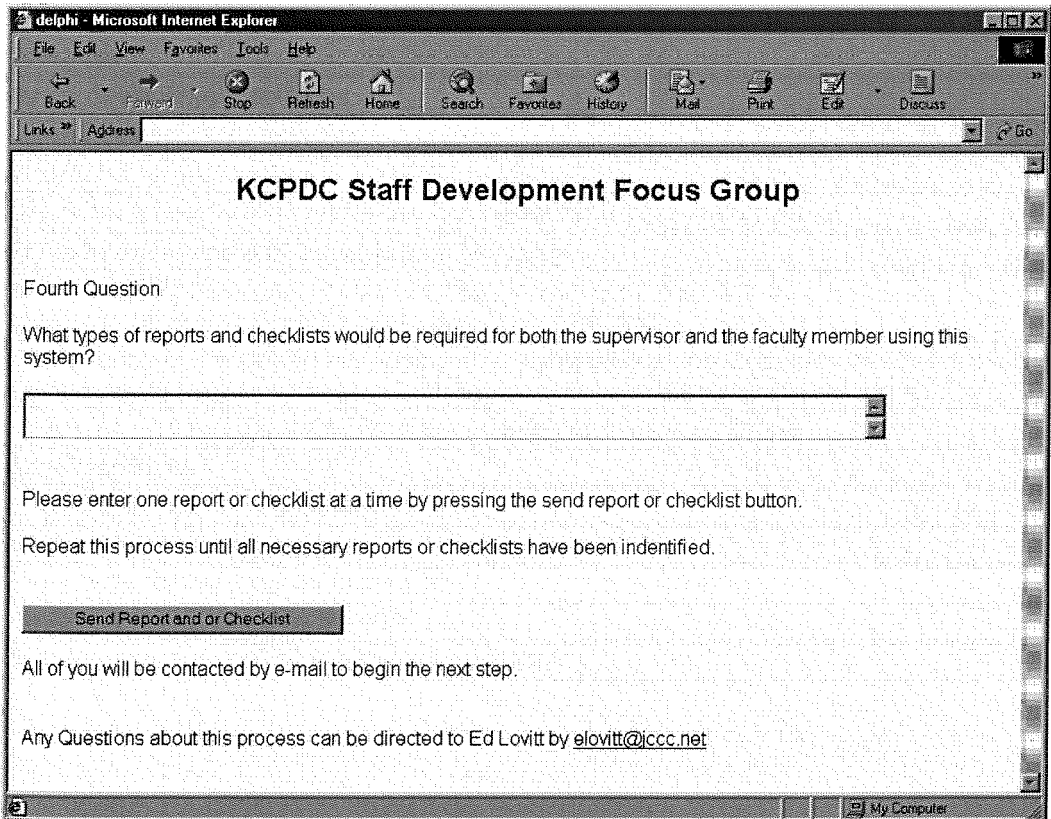 delphi - Microsoft Internet Explorer
File Edit View Favorites Tools Help
Back Forward Stop Refresh Home Search Favorites History Mail Print Edit Discuss
Links » Address Go
KCPDC Staff Development Focus Group
Fourth Question
What types of reports and checklists would be required for both the supervisor and the faculty member using this
system?
Please enter one report or checklist at a time by pressing the send report or checklist button.
Repeat this process until all necessary reports or checklists have been indentified.
Send Report and or Checklist
All of you will be contacted by e-mail to begin the next step.
Any Questions about this process can be directed to Ed Lovitt by elovitt@jccc.net
My Computer